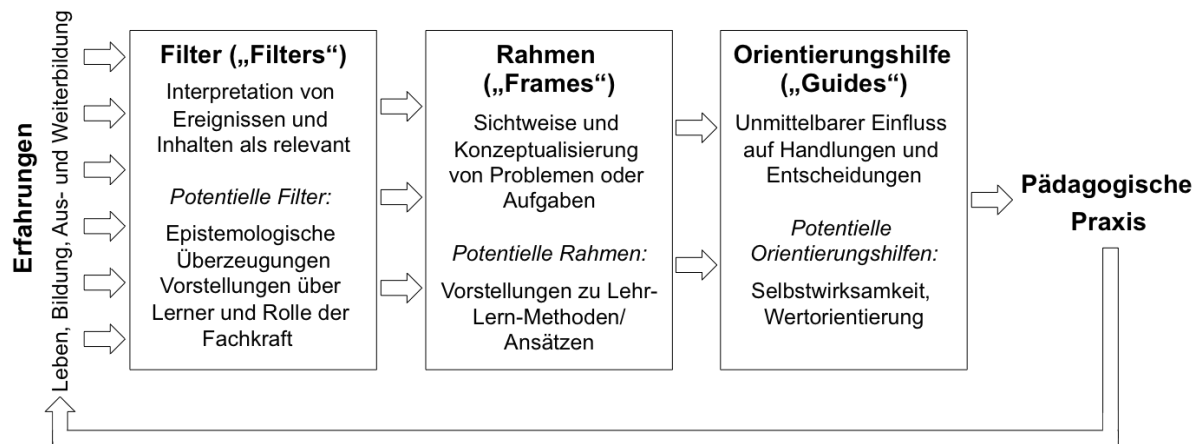 Erfahrungen
Leben, Bildung, Aus- und Weiterbildung
Filter („Filters“)
Interpretation von
Ereignissen und
Inhalten als relevant
Potentielle Filter:
Epistemologische
Überzeugungen
Vorstellungen über
Lerner und Rolle der
Fachkraft
Rahmen
(„Frames“)
Sichtweise und
Konzeptualisierung
von Problemen oder
Aufgaben
Potentielle Rahmen:
Vorstellungen zu Lehr-
Lern-Methoden/
Ansätzen
Orientierungshilfe
(„Guides“)
Unmittelbarer Einfluss
auf Handlungen und
Entscheidungen
Potentielle
Orientierungshilfen:
Selbstwirksamkeit,
Wertorientierung
Pädagogische
Praxis